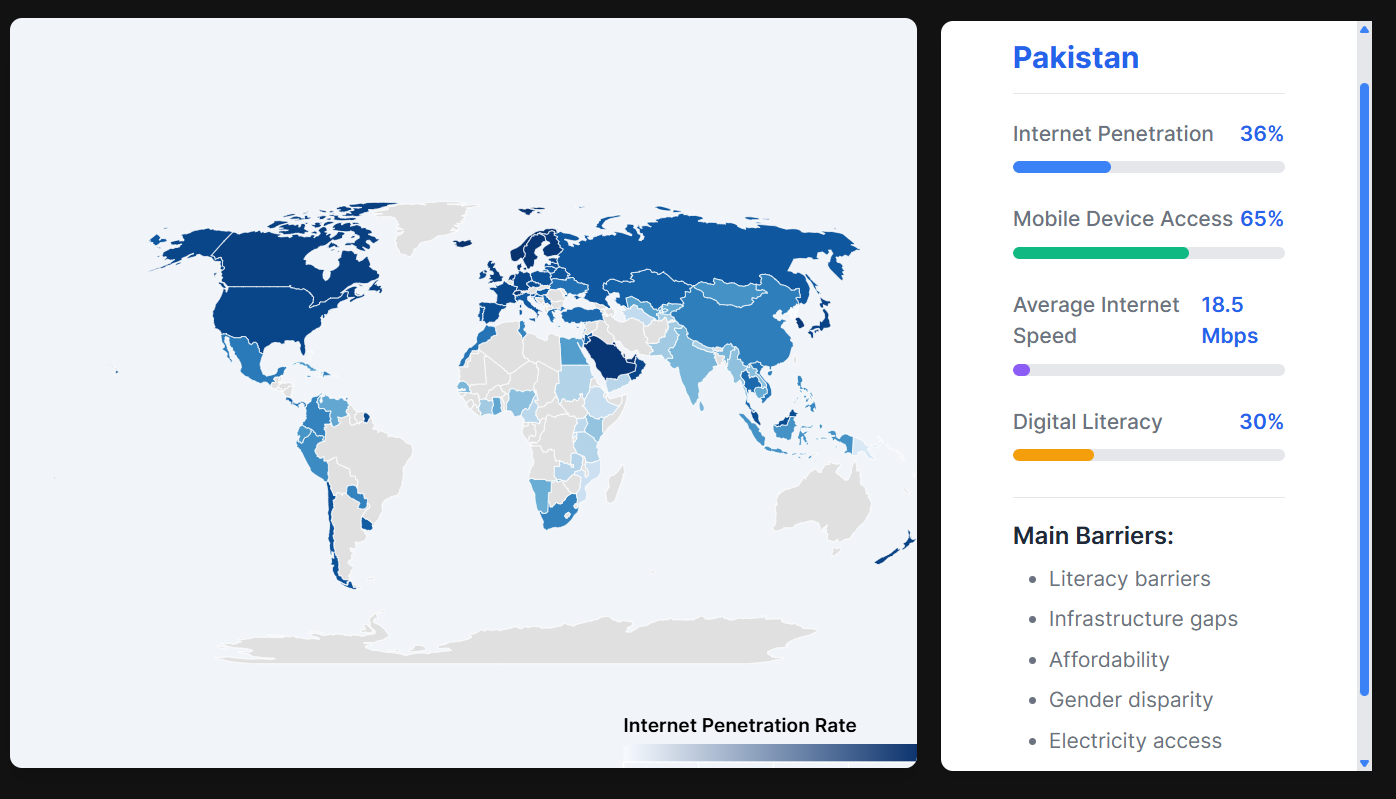 Internet Penetration Rate
Pakistan
Internet Penetration 36%
Mobile Device Access 65%
Average Internet 18.5
Speed Mbps
Digital Literacy 30%
Main Barriers:
Literacy barriers
Infrastructure gaps
Affordability
Gender disparity
Electricity access